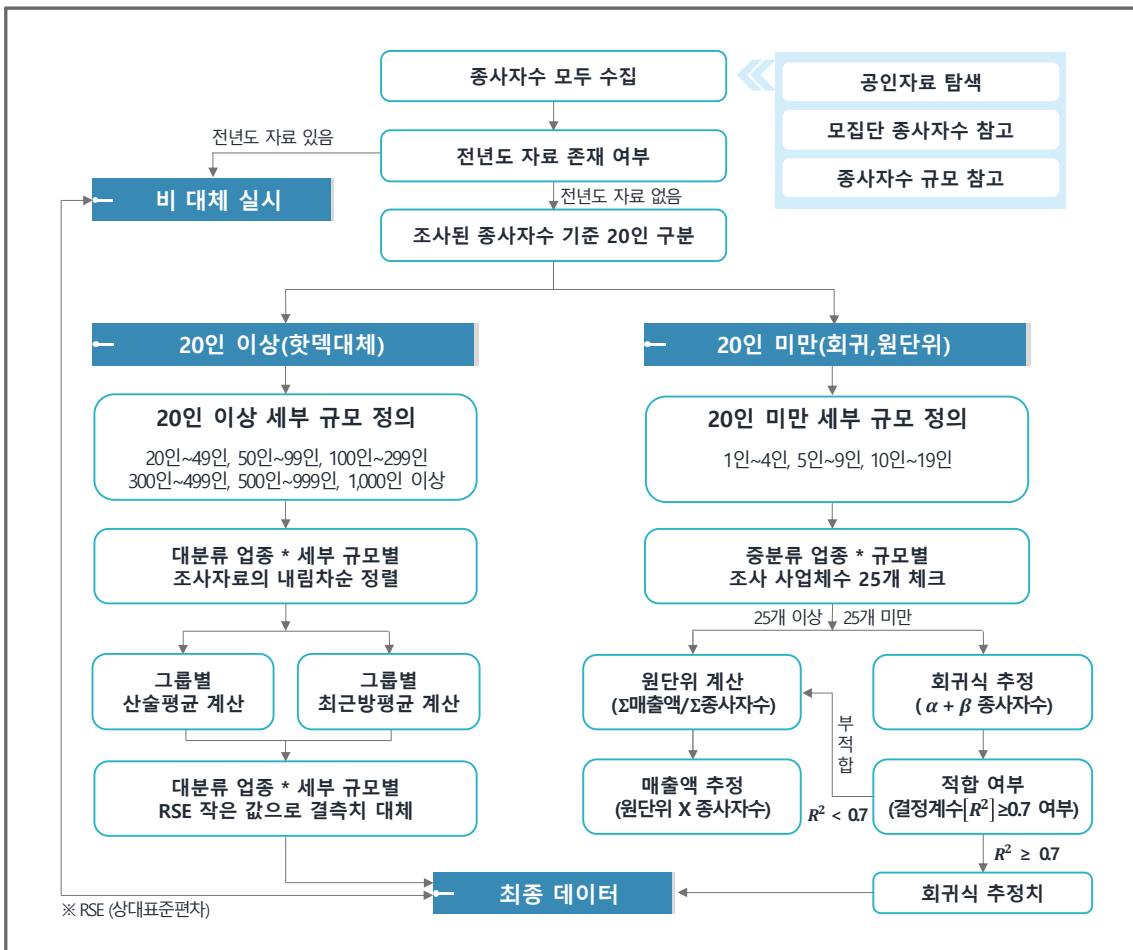 종사자수 모두 수집
공인자료 탐색
모집단 종사자수 참고
종사자수 규모 참고
전년도 자료 있음
전년도 자료 존재 여부
비 대체 실시
전년도 자료 없음
조사된 종사자수 기준 20인 구분
20인 이상(핫덱대체)
20인 이상 세부 규모 정의
20인~49인, 50인~99인, 100인~299인
300인~499인, 500인~999인, 1,000인 이상
대분류 업종 * 세부 규모별
조사자료의 내림차순 정렬
그룹별
산술평균 계산
그룹별
최근방평균 계산
대분류 업종 * 세부 규모별
RSE 작은 값으로 결측치 대체
20인 미만(회귀,원단위)
20인 미만 세부 규모 정의
1인~4인, 5인~9인, 10인~19인
중분류 업종 * 규모별
조사 사업체수 25개 체크
25개 이상
25개 미만
원단위 계산
(Σ매출액/Σ종사자수)
회귀식 추정
( α + β 종사자수)
부적합
매출액 추정
(원단위 X 종사자수)
적합 여부
(결정계수[R²] ≥0.7 여부)
R² < 0.7
R² ≥ 0.7
회귀식 추정치
최종 데이터
※ RSE (상대표준편차)